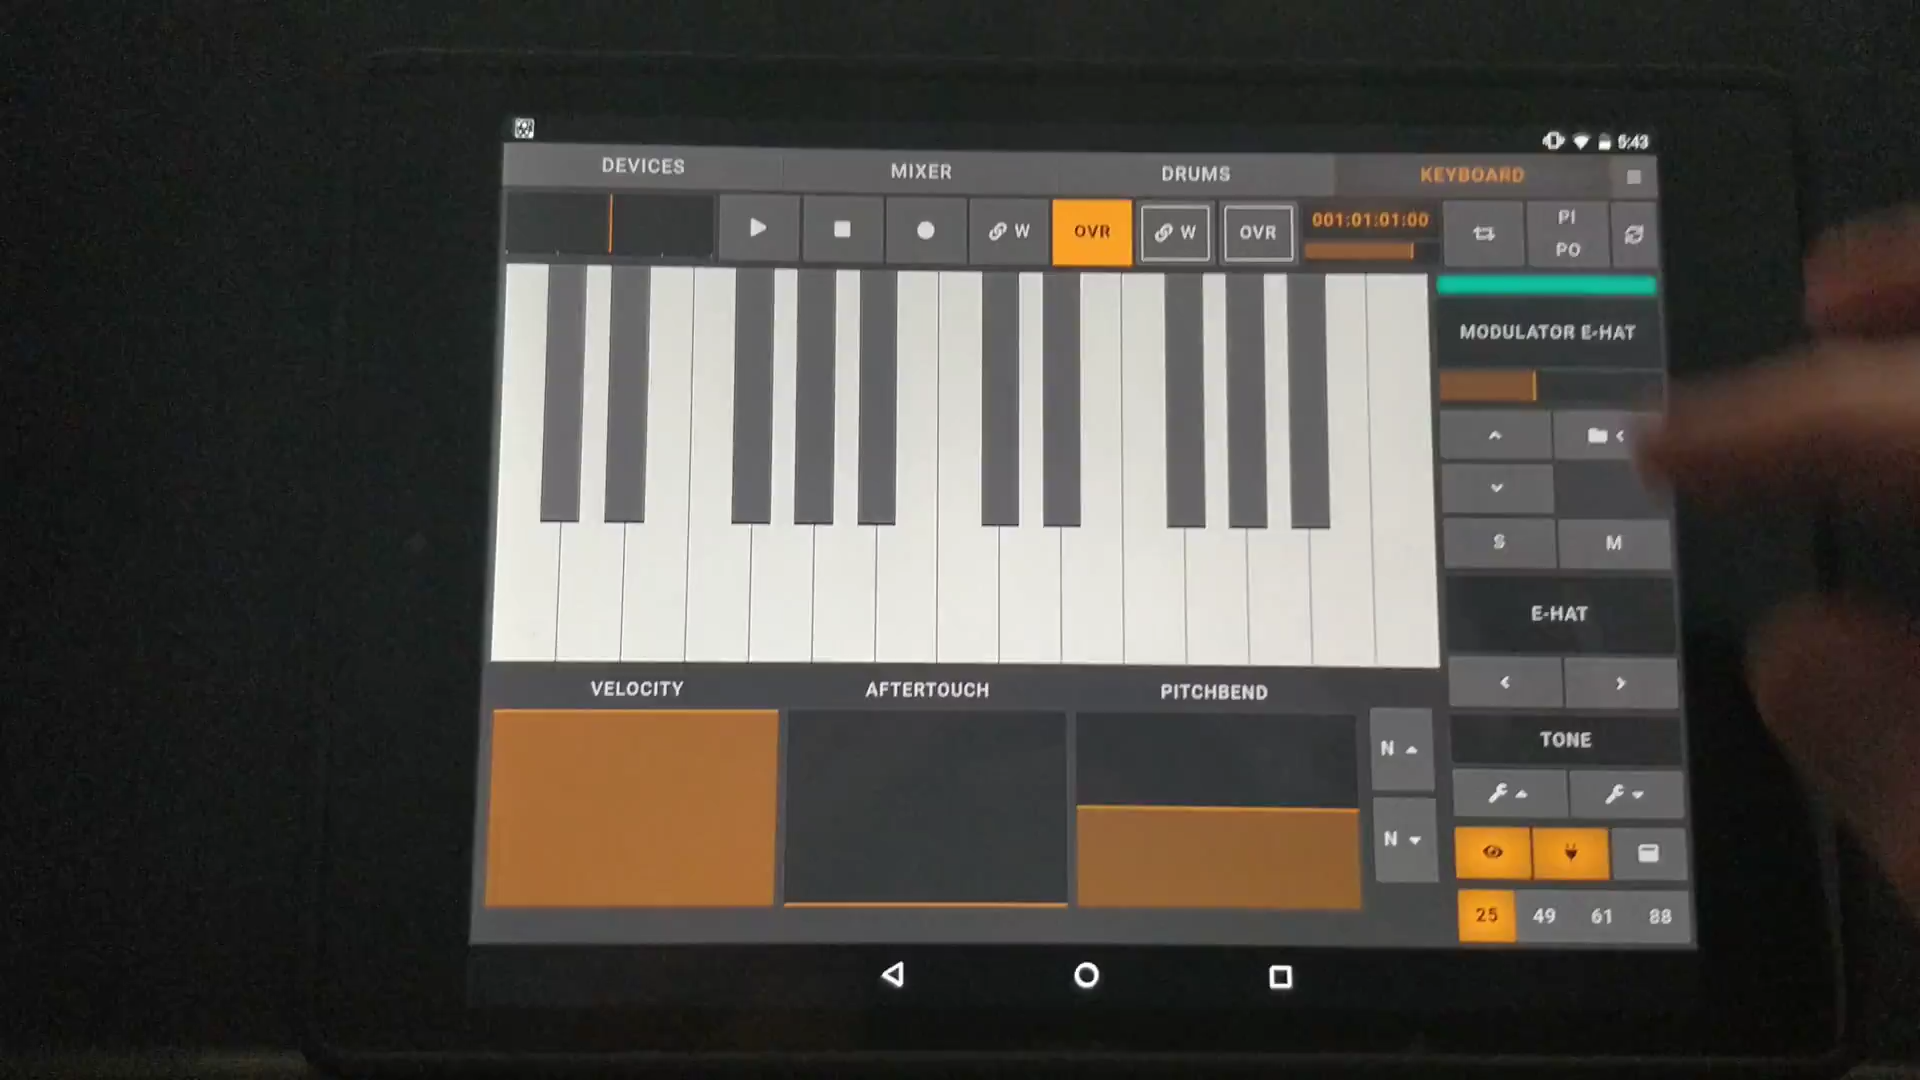 5:43
DEVICES MIXER DRUMS KEYBOARD
W OVR W OVR 001:01:01:00 PI
PO
MODULATOR E-HAT
S M
E-HAT
TONE
VELOCITY AFTERTOUCH PITCHBEND
N
N
25 49 61 88